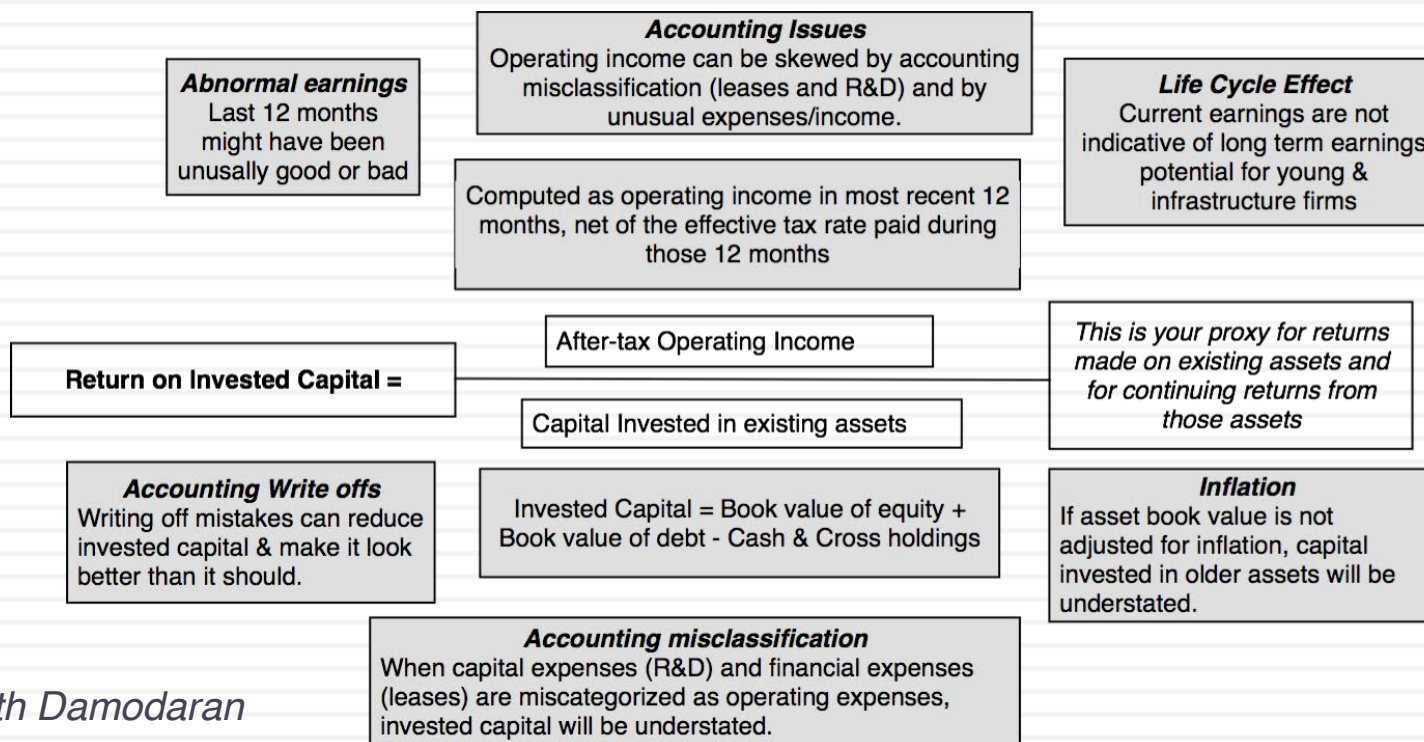 Accounting Issues
Operating income can be skewed by accounting
misclassification (leases and R&D) and by
unusual expenses/income.
Abnormal earnings
Last 12 months
might have been
unusally good or bad
Life Cycle Effect
Current earnings are not
indicative of long term earnings
potential for young &
infrastructure firms
Computed as operating income in most recent 12
months, net of the effective tax rate paid during
those 12 months
Return on Invested Capital =
After-tax Operating Income
Capital Invested in existing assets
This is your proxy for returns
made on existing assets and
for continuing returns from
those assets
Accounting Write offs
Writing off mistakes can reduce
invested capital & make it look
better than it should.
Invested Capital = Book value of equity +
Book value of debt - Cash & Cross holdings
Inflation
If asset book value is not
adjusted for inflation, capital
invested in older assets will be
understated.
Accounting misclassification
When capital expenses (R&D) and financial expenses
(leases) are miscategorized as operating expenses,
invested capital will be understated.
th Damodaran